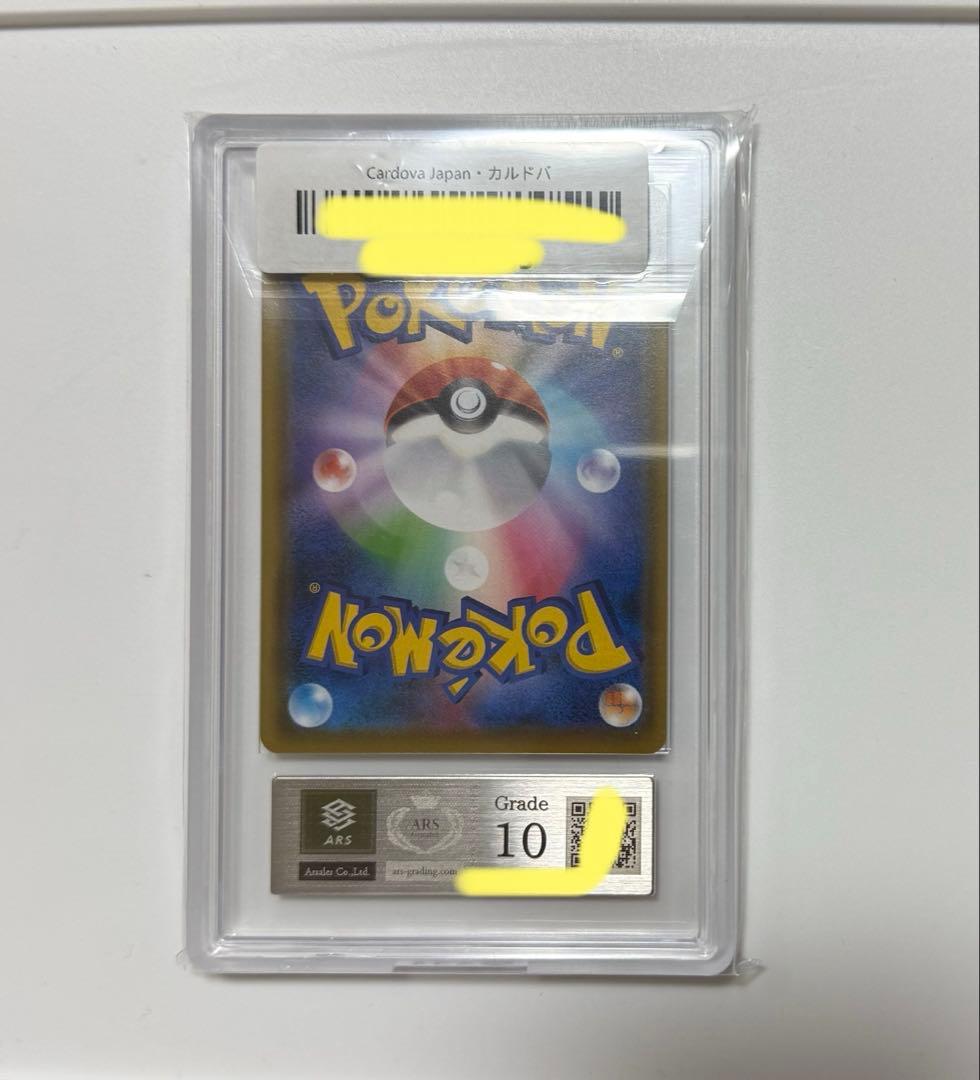 Cardova Japan・カルドバ
POKÉMON
®
®
POKÉMON
ARS
Arsales Co.,Ltd.
ARS
ars-grading.com
Grade
10